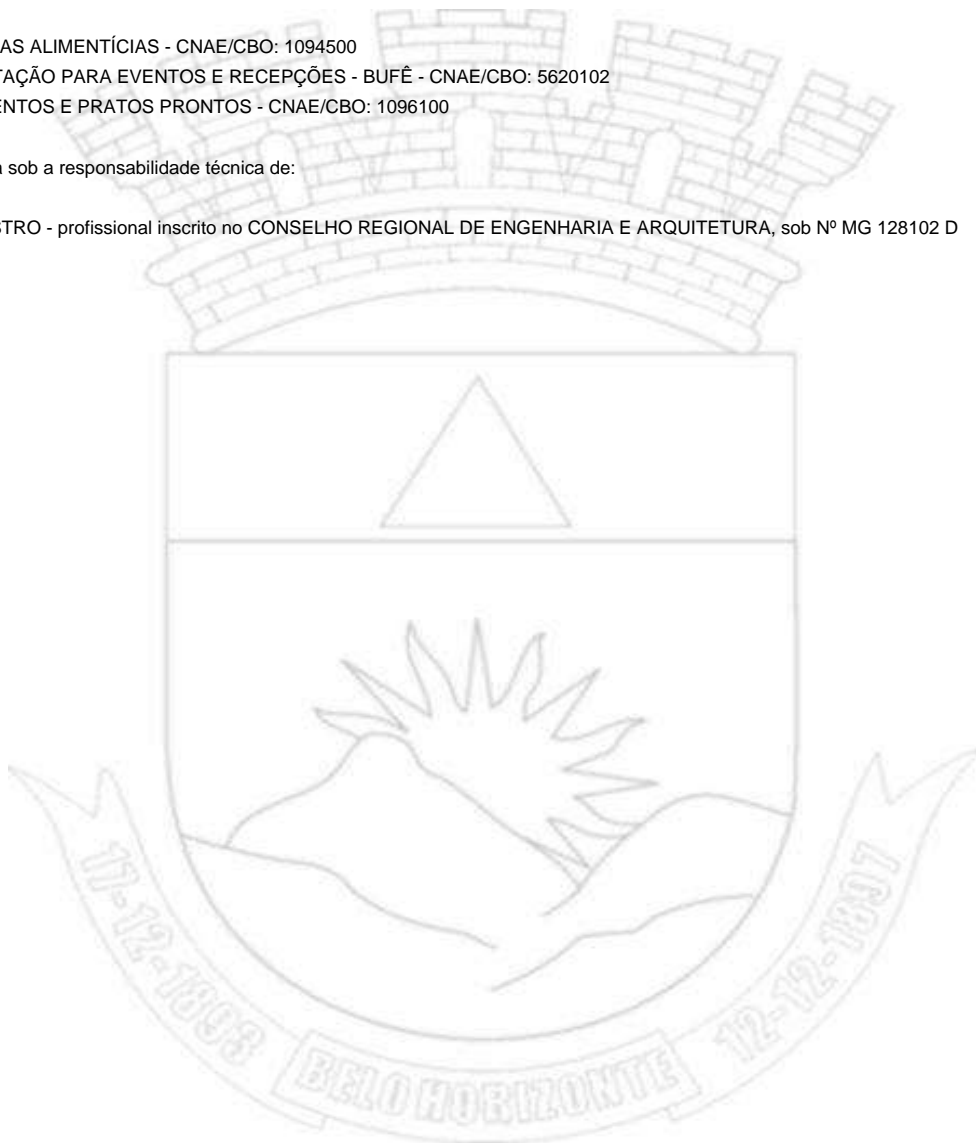 AS ALIMENTÍCIAS - CNAE/CBO: 1094500
TAÇÃO PARA EVENTOS E RECEPÇÕES - BUFÊ - CNAE/CBO: 5620102
ENTOS E PRATOS PRONTOS - CNAE/CBO: 1096100
a sob a responsabilidade técnica de:
STRO - profissional inscrito no CONSELHO REGIONAL DE ENGENHARIA E ARQUITETURA, sob Nº MG 128102 D
17-12-1893
BELO HORIZONTE
12-12-1897